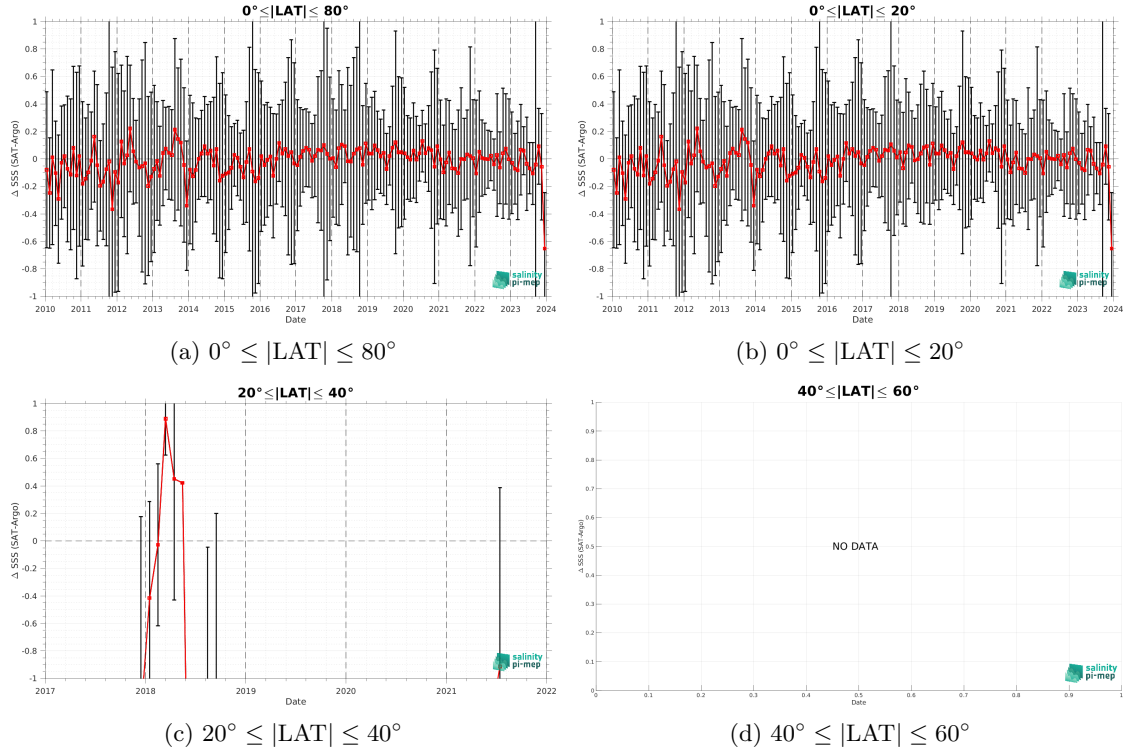 0°≤|LAT|≤ 80°
1
0.8
0.6
0.4
0.2
0
-0.2
-0.4
-0.6
-0.8
-1
Δ SSS (SAT-Argo)
2010 2011 2012 2013 2014 2015 2016 2017 2018 2019 2020 2021 2022 2023 2024
Date
salinity
pi-mep
(a) 0° ≤ |LAT| ≤ 80°
0°≤|LAT|≤ 20°
1
0.8
0.6
0.4
0.2
0
-0.2
-0.4
-0.6
-0.8
-1
Δ SSS (SAT-Argo)
2010 2011 2012 2013 2014 2015 2016 2017 2018 2019 2020 2021 2022 2023 2024
Date
salinity
pi-mep
(b) 0° ≤ |LAT| ≤ 20°
20°≤|LAT|≤ 40°
1
0.8
0.6
0.4
0.2
0
-0.2
-0.4
-0.6
-0.8
-1
Δ SSS (SAT-Argo)
2017 2018 2019 2020 2021 2022
Date
salinity
pi-mep
(c) 20° ≤ |LAT| ≤ 40°
40°≤|LAT|≤ 60°
1
0.9
0.8
0.7
0.6
0.5
0.4
0.3
0.2
0.1
0
Δ SSS (SAT-Argo)
NO DATA
0 0.1 0.2 0.3 0.4 0.5 0.6 0.7 0.8 0.9 1
Date
salinity
pi-mep
(d) 40° ≤ |LAT| ≤ 60°